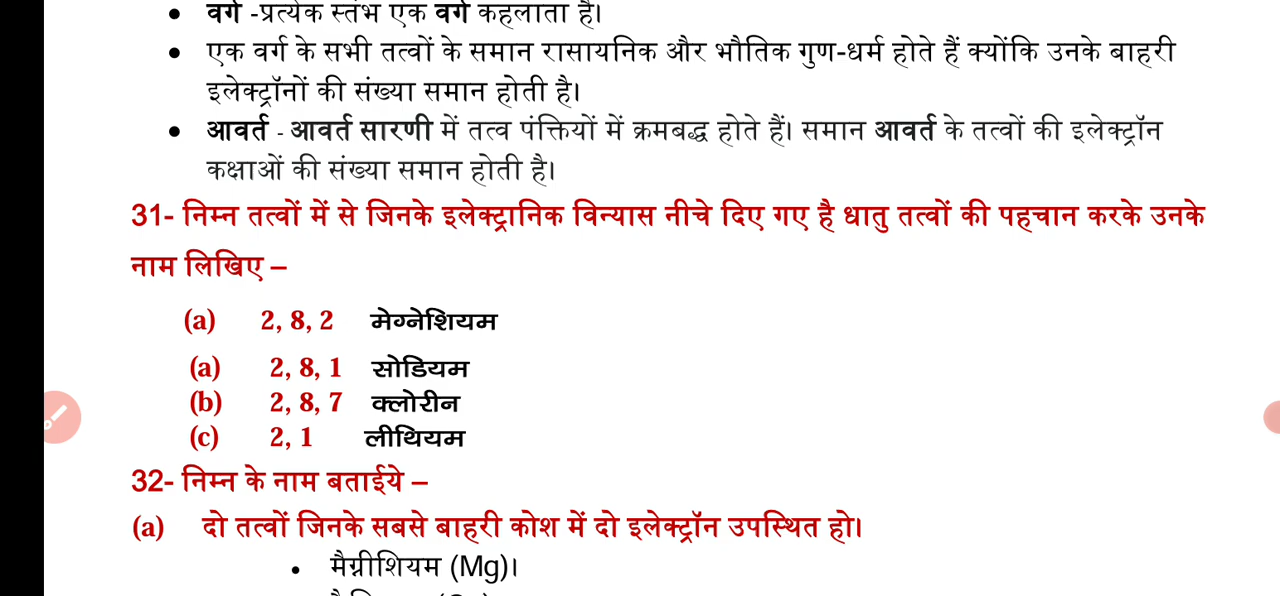 • वर्ग -प्रत्येक स्तंभ एक वर्ग कहलाता है।
• एक वर्ग के सभी तत्वों के समान रासायनिक और भौतिक गुण-धर्म होते हैं क्योंकि उनके बाहरी
इलेक्ट्रॉनों की संख्या समान होती है।
• आवर्त - आवर्त सारणी में तत्व पंक्तियों में क्रमबद्ध होते हैं। समान आवर्त के तत्वों की इलेक्ट्रॉन
कक्षाओं की संख्या समान होती है।
31- निम्न तत्वों में से जिनके इलेक्ट्रानिक विन्यास नीचे दिए गए है धातु तत्वों की पहचान करके उनके
नाम लिखिए –
(a) 2, 8, 2 मेग्नेशियम
(a) 2, 8, 1 सोडियम
(b) 2, 8, 7 क्लोरीन
(c) 2, 1 लीथियम
32- निम्न के नाम बताईये –
(a) दो तत्वों जिनके सबसे बाहरी कोश में दो इलेक्ट्रॉन उपस्थित हो।
• मैग्नीशियम (Mg)।